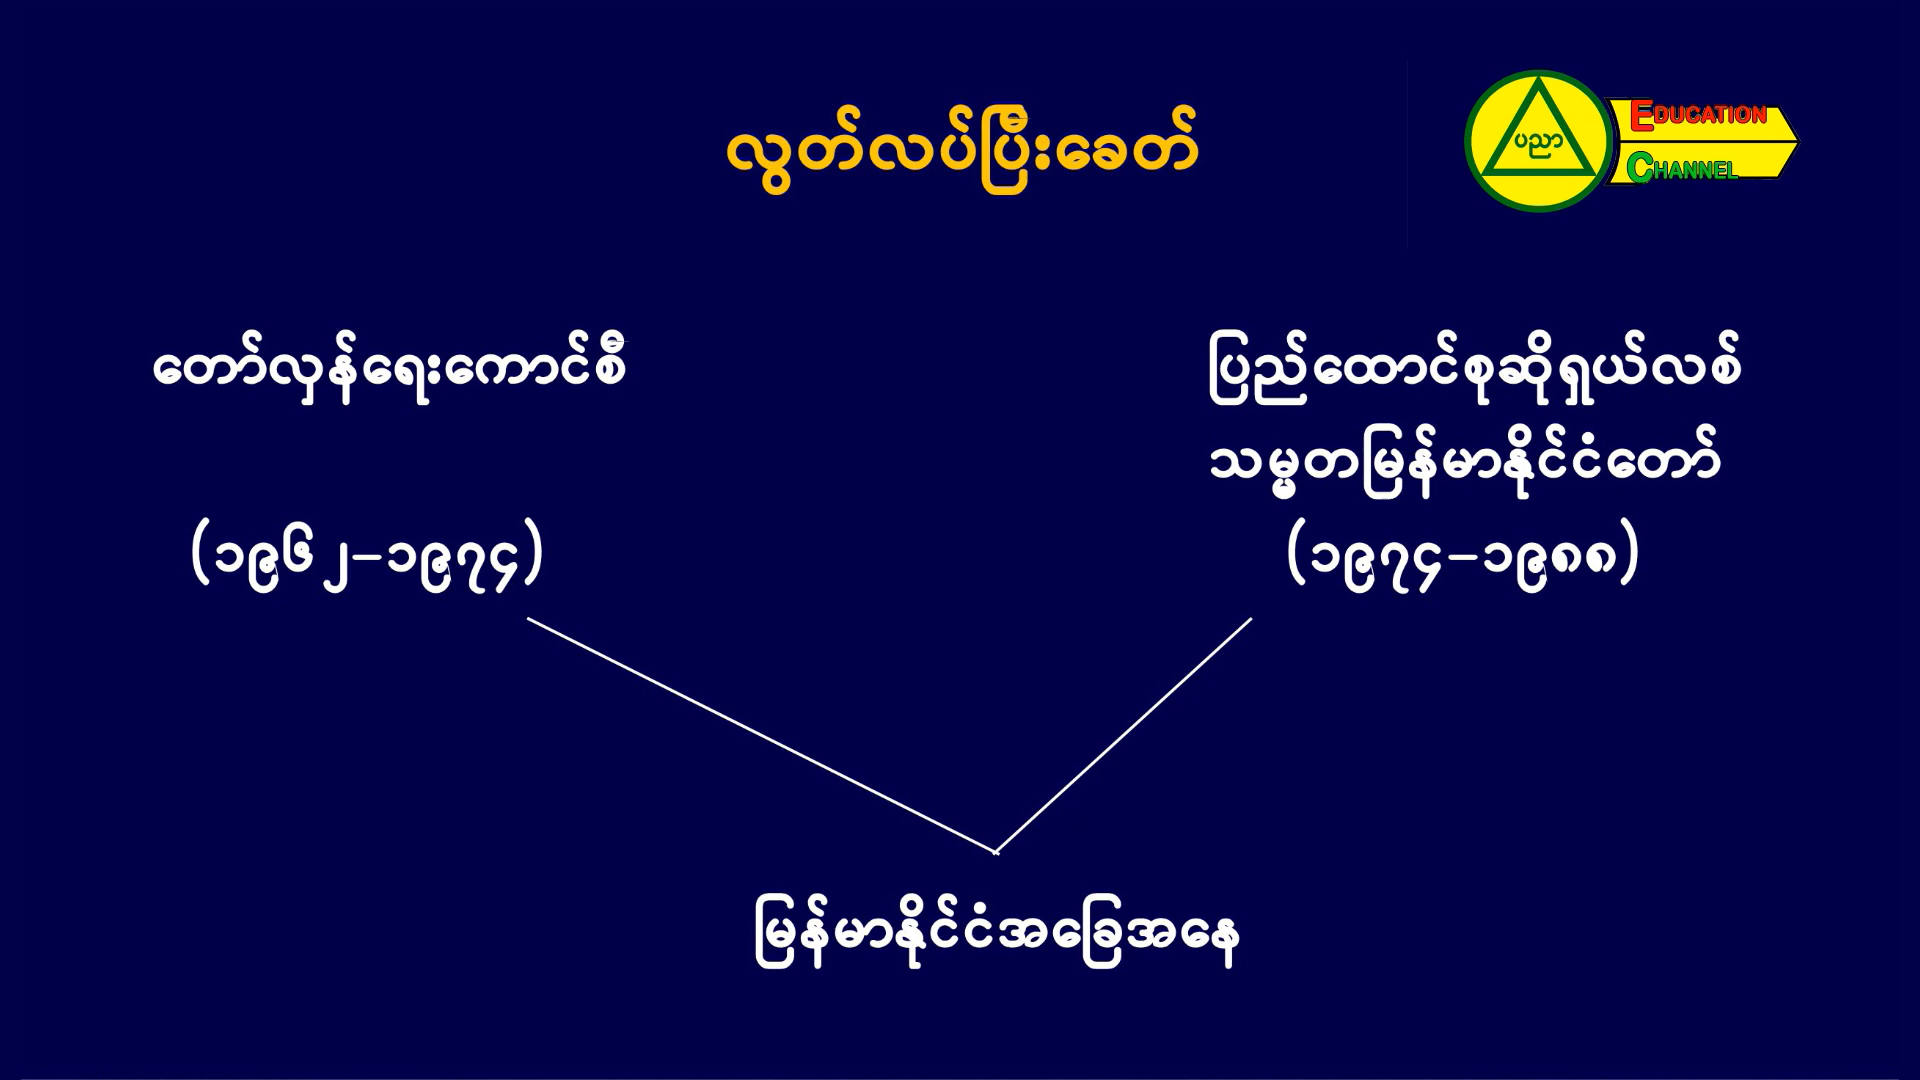 လွတ်လပ်ပြီးခေတ်
ပညာ
EDUCATION
CHANNEL
တော်လှန်ရေးကောင်စီ
(၁၉၆၂–၁၉၇၄)
ပြည်ထောင်စုဆိုရှယ်လစ်
သမ္မတမြန်မာနိုင်ငံတော်
(၁၉၇၄–၁၉၈၈)
မြန်မာနိုင်ငံအခြေအနေ